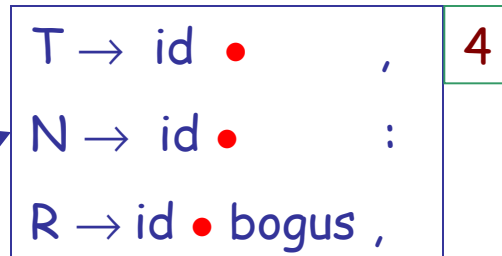 T → id • , 4
N → id • :
R → id • bogus ,